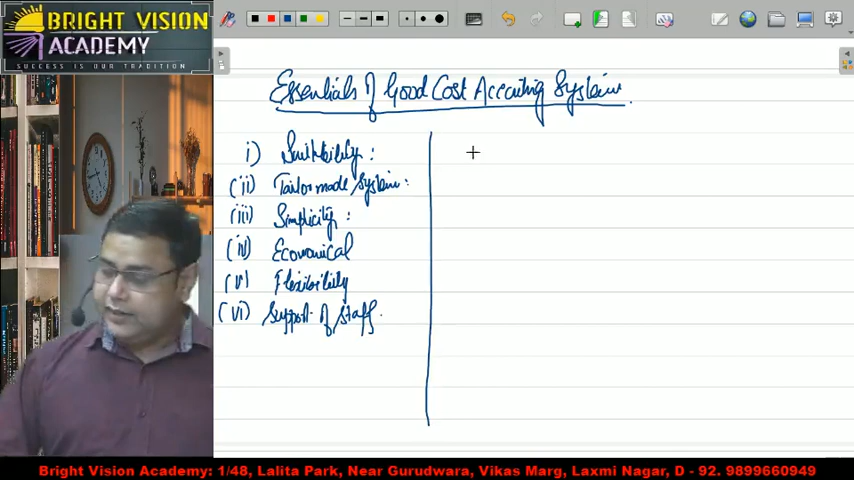 BRIGHT VISION
ACADEMY
SUCCESS IS OUR TRADITION
Essentials of Good Cost Accounting System.
i) Suitability:
(ii) Tailor made System:
(iii) Simplicity:
(iv) Economical
(v) Flexibility
(vi) Support of Staff.
Bright Vision Academy: 1/48, Lalita Park, Near Gurudwara, Vikas Marg, Laxmi Nagar, D - 92. 9899660949